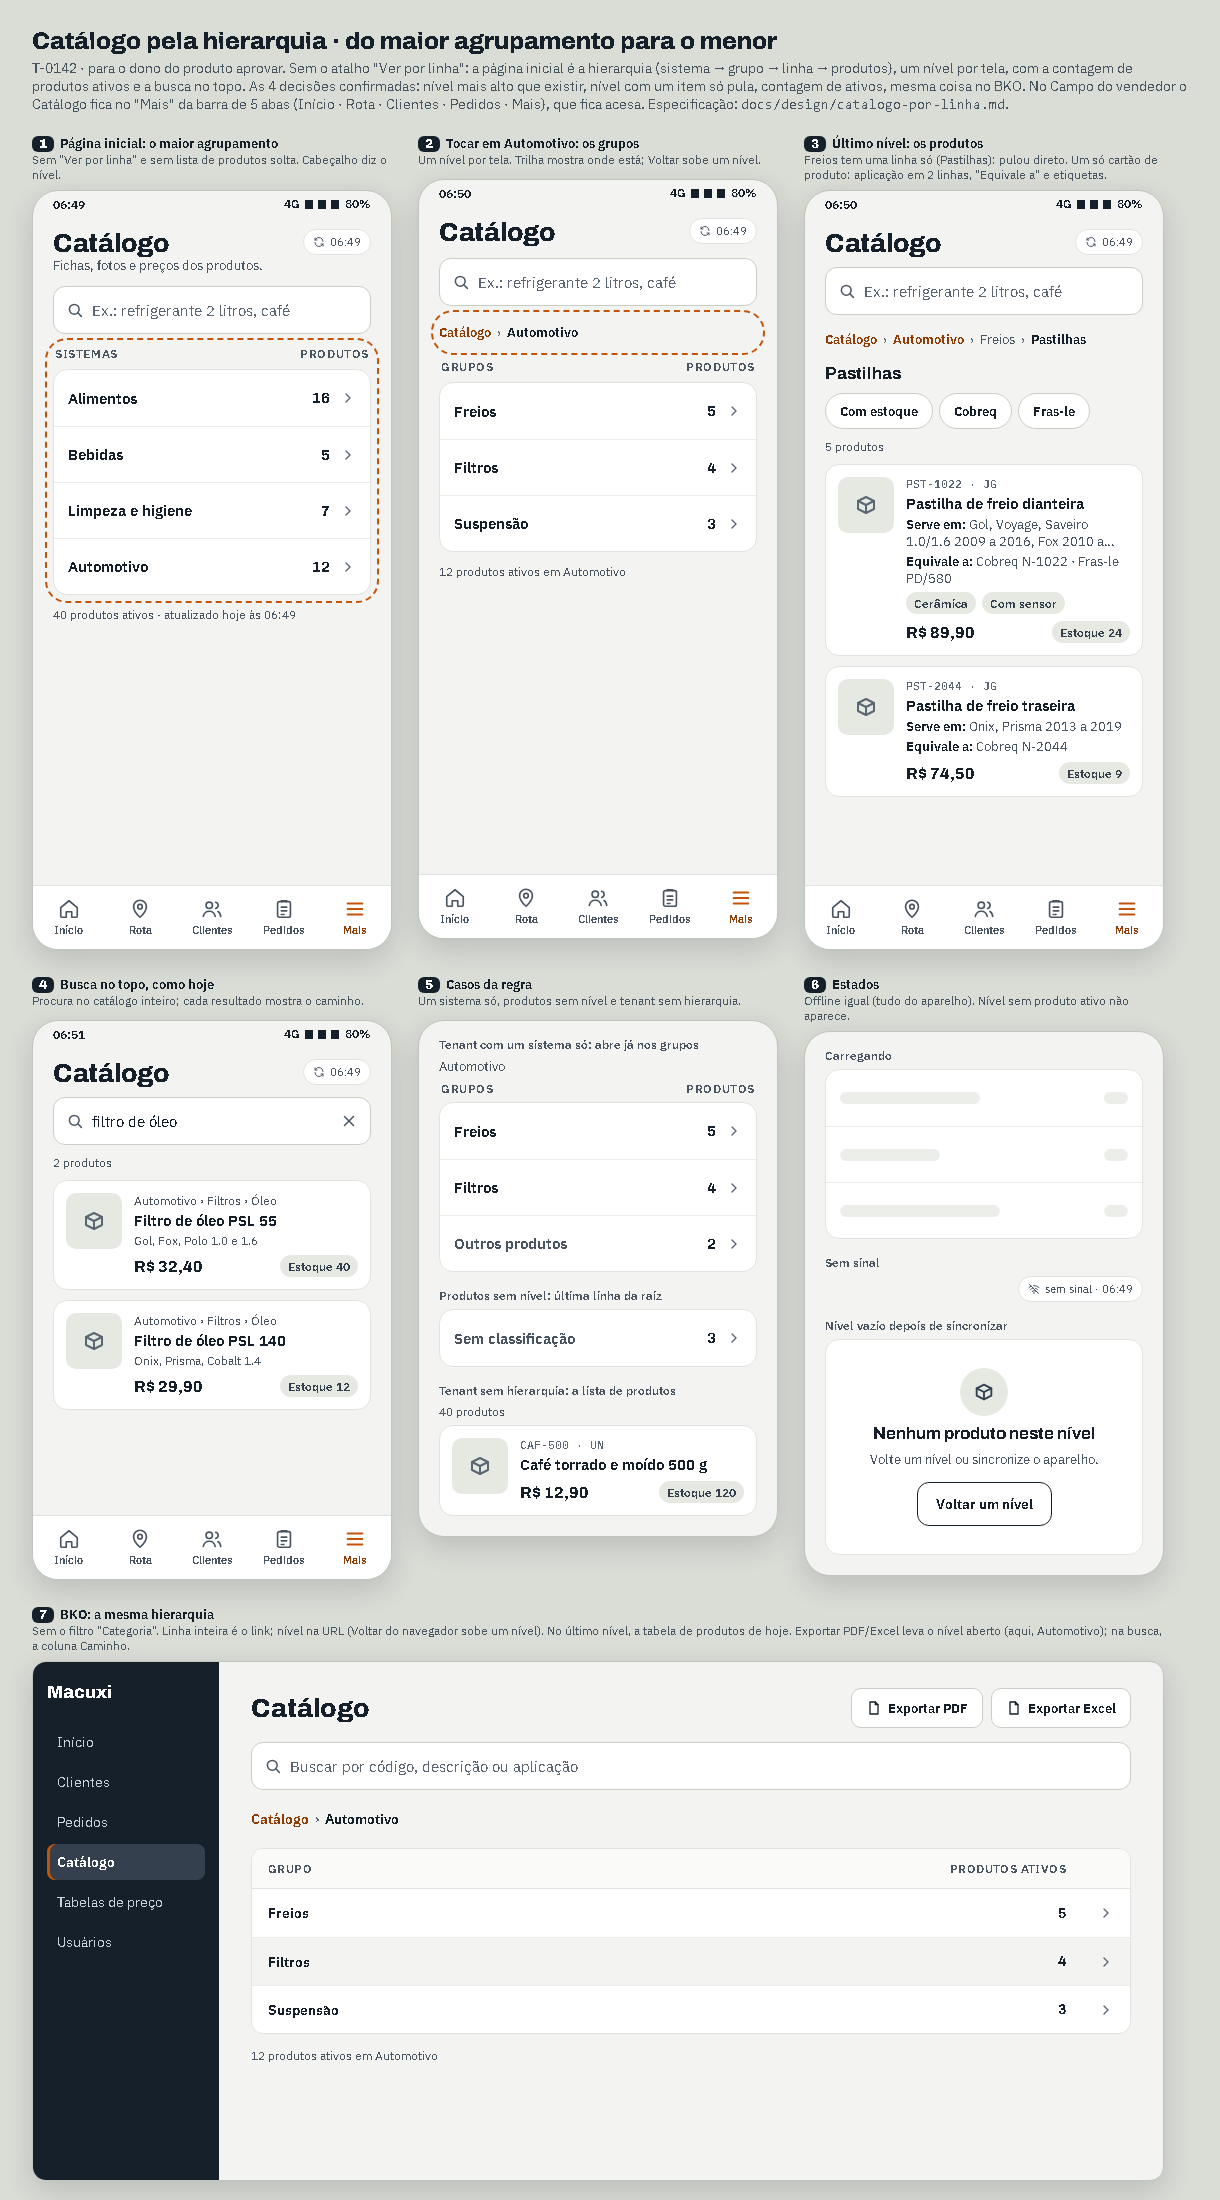 Catálogo pela hierarquia · do maior agrupamento para o menor
T-0142 · para o dono do produto aprovar. Sem o atalho "Ver por linha": a página inicial é a hierarquia (sistema → grupo → linha → produtos), um nível por tela, com a contagem de
produtos ativos e a busca no topo. As 4 decisões confirmadas: nível mais alto que existir, nível com um item só pula, contagem de ativos, mesma coisa no BKO. No Campo do vendedor o
Catálogo fica no "Mais" da barra de 5 abas (Início · Rota · Clientes · Pedidos · Mais), que fica acesa. Especificação: docs/design/catalogo-por-linha.md.
1 Página inicial: o maior agrupamento
Sem "Ver por linha" e sem lista de produtos solta. Cabeçalho diz o
nível.
06:49 4G 80%
Catálogo 06:49
Fichas, fotos e preços dos produtos.
Ex.: refrigerante 2 litros, café
SISTEMAS PRODUTOS
Alimentos 16
Bebidas 5
Limpeza e higiene 7
Automotivo 12
40 produtos ativos · atualizado hoje às 06:49
Início Rota Clientes Pedidos Mais
2 Tocar em Automotivo: os grupos
Um nível por tela. Trilha mostra onde está; Voltar sobe um nível.
06:50 4G 80%
Catálogo 06:49
Ex.: refrigerante 2 litros, café
Catálogo › Automotivo
GRUPOS PRODUTOS
Freios 5
Filtros 4
Suspensão 3
12 produtos ativos em Automotivo
Início Rota Clientes Pedidos Mais
3 Último nível: os produtos
Freios tem uma linha só (Pastilhas): pulou direto. Um só cartão de
produto: aplicação em 2 linhas, "Equivale a" e etiquetas.
06:50 4G 80%
Catálogo 06:49
Ex.: refrigerante 2 litros, café
Catálogo › Automotivo › Freios › Pastilhas
Pastilhas
Com estoque Cobreq Fras-le
5 produtos
PST-1022 · JG
Pastilha de freio dianteira
Serve em: Gol, Voyage, Saveiro
1.0/1.6 2009 a 2016, Fox 2010 a...
Equivale a: Cobreq N-1022 · Fras-le
PD/580
Cerâmica Com sensor
R$ 89,90 Estoque 24
PST-2044 · JG
Pastilha de freio traseira
Serve em: Onix, Prisma 2013 a 2019
Equivale a: Cobreq N-2044
R$ 74,50 Estoque 9
Início Rota Clientes Pedidos Mais
4 Busca no topo, como hoje
Procura no catálogo inteiro; cada resultado mostra o caminho.
06:51 4G 80%
Catálogo 06:49
filtro de óleo
2 produtos
Automotivo › Filtros › Óleo
Filtro de óleo PSL 55
Gol, Fox, Polo 1.0 e 1.6
R$ 32,40 Estoque 40
Automotivo › Filtros › Óleo
Filtro de óleo PSL 140
Onix, Prisma, Cobalt 1.4
R$ 29,90 Estoque 12
Início Rota Clientes Pedidos Mais
5 Casos da regra
Um sistema só, produtos sem nível e tenant sem hierarquia.
Tenant com um sistema só: abre já nos grupos
Automotivo
GRUPOS PRODUTOS
Freios 5
Filtros 4
Outros produtos 2
Produtos sem nível: última linha da raiz
Sem classificação 3
Tenant sem hierarquia: a lista de produtos
40 produtos
CAF-500 · UN
Café torrado e moído 500 g
R$ 12,90 Estoque 120
6 Estados
Offline igual (tudo do aparelho). Nível sem produto ativo não
aparece.
Carregando
Sem sinal
sem sinal · 06:49
Nível vazio depois de sincronizar
Nenhum produto neste nível
Volte um nível ou sincronize o aparelho.
Voltar um nível
7 BKO: a mesma hierarquia
Sem o filtro "Categoria". Linha inteira é o link; nível na URL (Voltar do navegador sobe um nível). No último nível, a tabela de produtos de hoje. Exportar PDF/Excel leva o nível aberto (aqui, Automotivo); na busca,
a coluna Caminho.
Macuxi
Início
Clientes
Pedidos
Catálogo
Tabelas de preço
Usuários
Catálogo Exportar PDF Exportar Excel
Buscar por código, descrição ou aplicação
Catálogo › Automotivo
GRUPO PRODUTOS ATIVOS
Freios 5
Filtros 4
Suspensão 3
12 produtos ativos em Automotivo